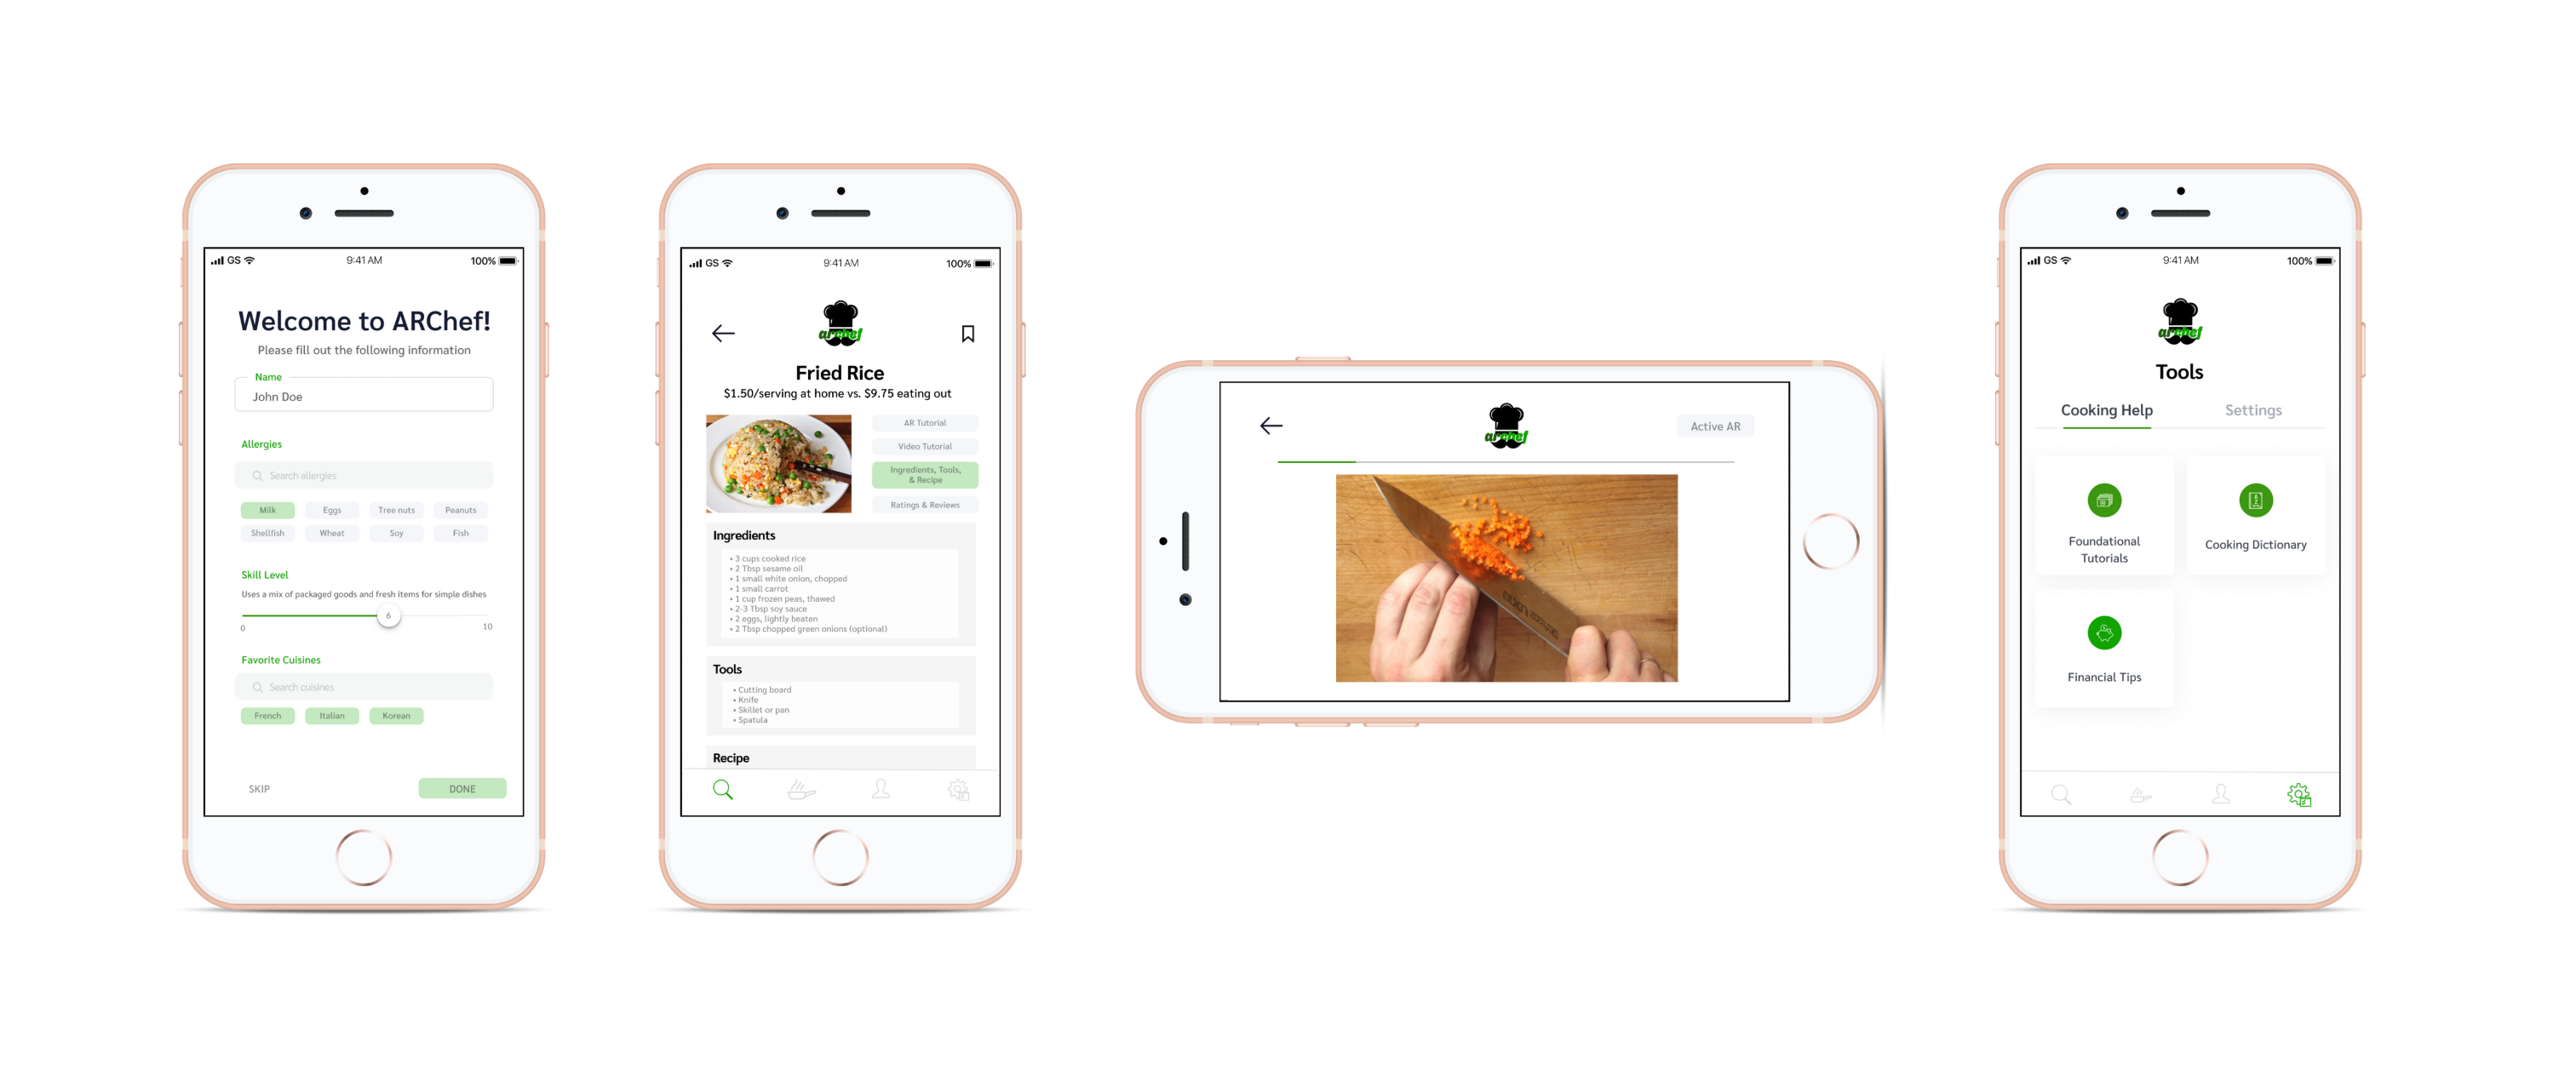 GS
9:41 AM
100%
Welcome to ARChef!
Please fill out the following information
Name
John Doe
Allergies
Search allergies
Milk
Eggs
Tree nuts
Peanuts
Shellfish
Wheat
Soy
Fish
Skill Level
Uses a mix of packaged goods and fresh items for simple dishes
6
0
10
Favorite Cuisines
Search cuisines
French
Italian
Korean
SKIP
DONE
GS
9:41 AM
100%
archef
Fried Rice
$1.50/serving at home vs. $9.75 eating out
AR Tutorial
Video Tutorial
Ingredients, Tools,
& Recipe
Ratings & Reviews
Ingredients
• 3 cups cooked rice
• 2 Tbsp sesame oil
• 1 small white onion, chopped
• 1 small carrot
• 1 cup frozen peas, thawed
• 2-3 Tbsp soy sauce
• 2 eggs, lightly beaten
• 2 Tbsp chopped green onions (optional)
Tools
• Cutting board
• Knife
• Skillet or pan
• Spatula
Recipe
archef
Active AR
GS
9:41 AM
100%
archef
Tools
Cooking Help
Settings
Foundational
Tutorials
Cooking Dictionary
Financial Tips